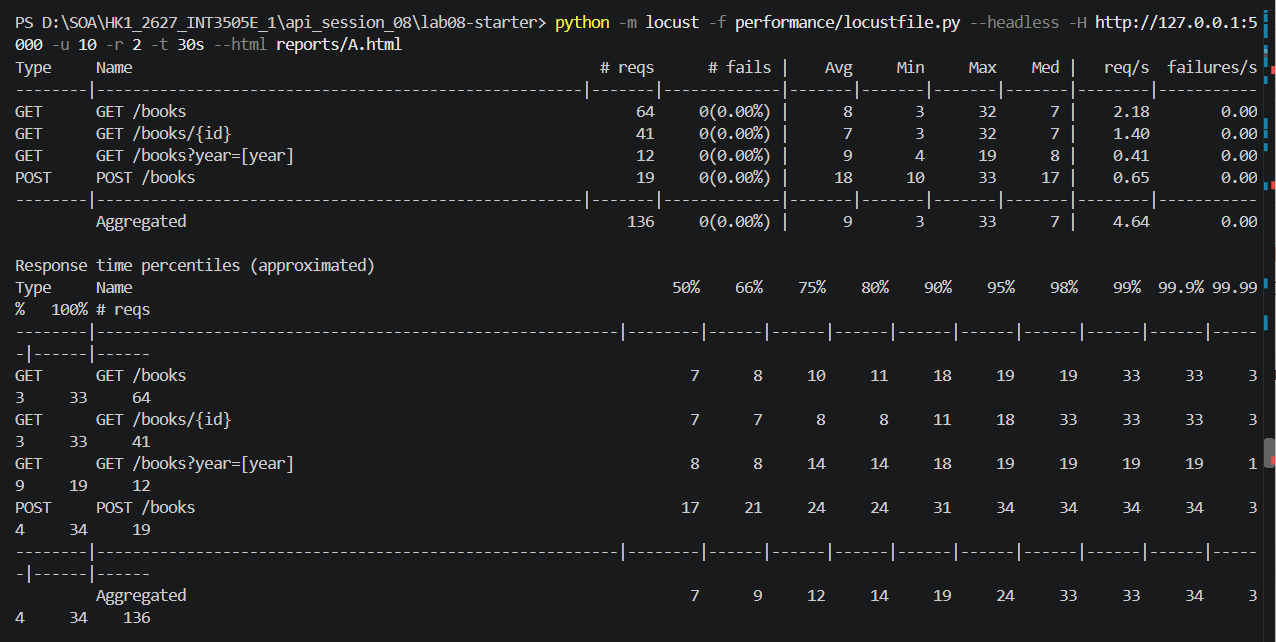 PS D:\SOA\HK1_2627_INT3505E_1\api_session_08\lab08-starter> python -m locust -f performance/locustfile.py --headless -H http://127.0.0.1:5
000 -u 10 -r 2 -t 30s --html reports/A.html
Type     Name                                                        # reqs      # fails |    Avg     Min     Max    Med |   req/s  failures/s
--------|------------------------------------------------------|-------|-------------|-------|-------|-------|-------|--------|-----------
GET      GET /books                                                      64     0(0.00%) |      8       3      32      7 |    2.18        0.00
GET      GET /books/{id}                                                 41     0(0.00%) |      7       3      32      7 |    1.40        0.00
GET      GET /books?year=[year]                                          12     0(0.00%) |      9       4      19      8 |    0.41        0.00
POST     POST /books                                                     19     0(0.00%) |     18      10      33     17 |    0.65        0.00
--------|------------------------------------------------------|-------|-------------|-------|-------|-------|-------|--------|-----------
         Aggregated                                                     136     0(0.00%) |      9       3      33      7 |    4.64        0.00
Response time percentiles (approximated)
Type     Name                                                                50%    66%    75%    80%    90%    95%    98%    99%  99.9% 99.99
%   100% # reqs
--------|----------------------------------------------------------|--------|------|------|------|------|------|------|------|------|-----
-|------|------
GET      GET /books                                                            7      8     10     11     18     19     19     33     33     3
3     33     64
GET      GET /books/{id}                                                       7      7      8      8     11     18     33     33     33     3
3     33     41
GET      GET /books?year=[year]                                                8      8     14     14     18     19     19     19     19     1
9     19     12
POST     POST /books                                                          17     21     24     24     31     34     34     34     34     3
4     34     19
--------|----------------------------------------------------------|--------|------|------|------|------|------|------|------|------|-----
-|------|------
         Aggregated                                                            7      9     12     14     19     24     33     33     34     3
4     34    136